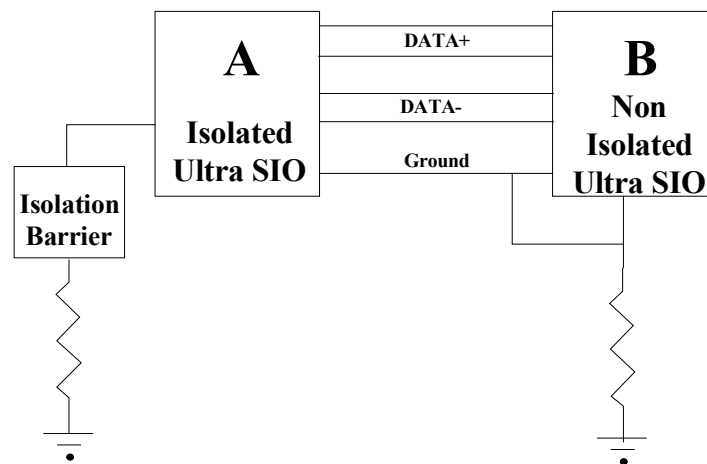 A
Isolated
Ultra SIO
DATA+
DATA-
Ground
B
Non
Isolated
Ultra SIO
Isolation
Barrier